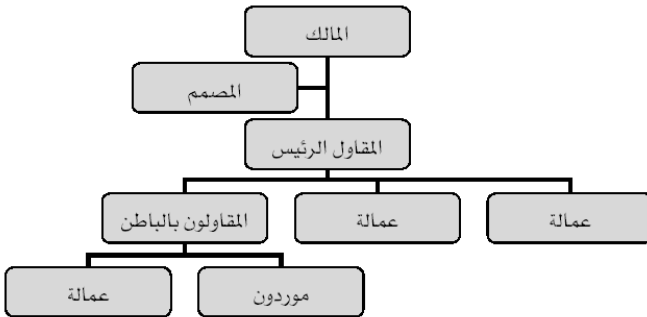 المالك
المصمم
المقاول الرئيس
المقاولون بالباطن
عمالة
عمالة
موردون
عمالة